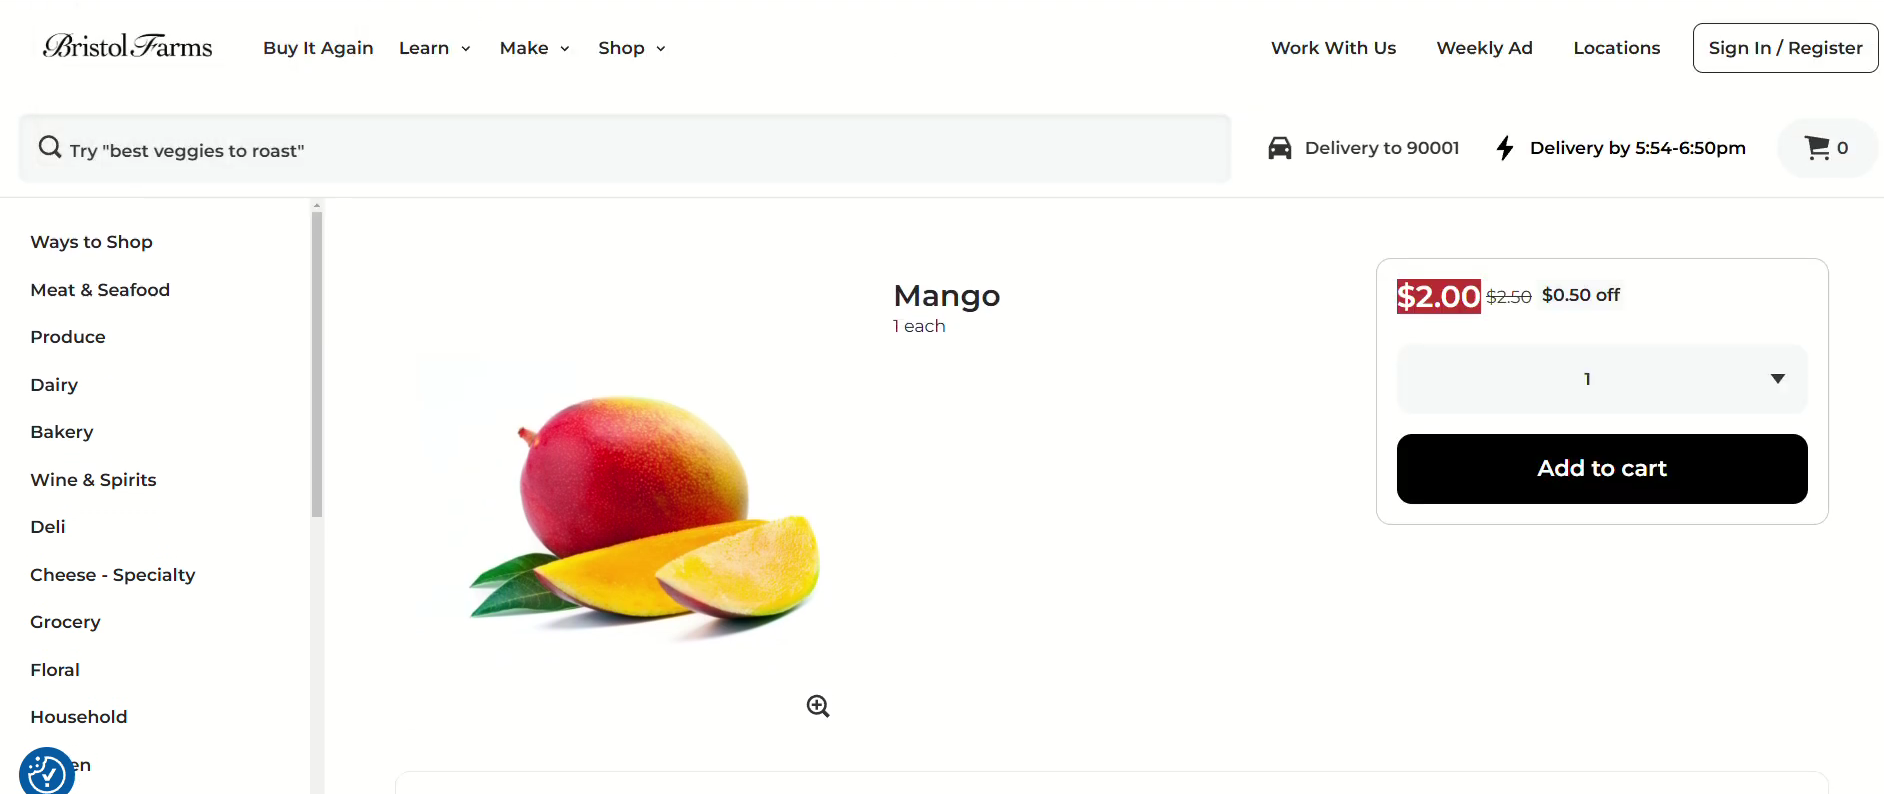 Bristol Farms
Buy It Again Learn Make Shop
Work With Us Weekly Ad Locations Sign In / Register
Try "best veggies to roast"
Delivery to 90001 Delivery by 5:54-6:50pm 0
Ways to Shop
Meat & Seafood
Produce
Dairy
Bakery
Wine & Spirits
Deli
Cheese - Specialty
Grocery
Floral
Household
Mango
1 each
$2.00 $2.50 $0.50 off
1
Add to cart